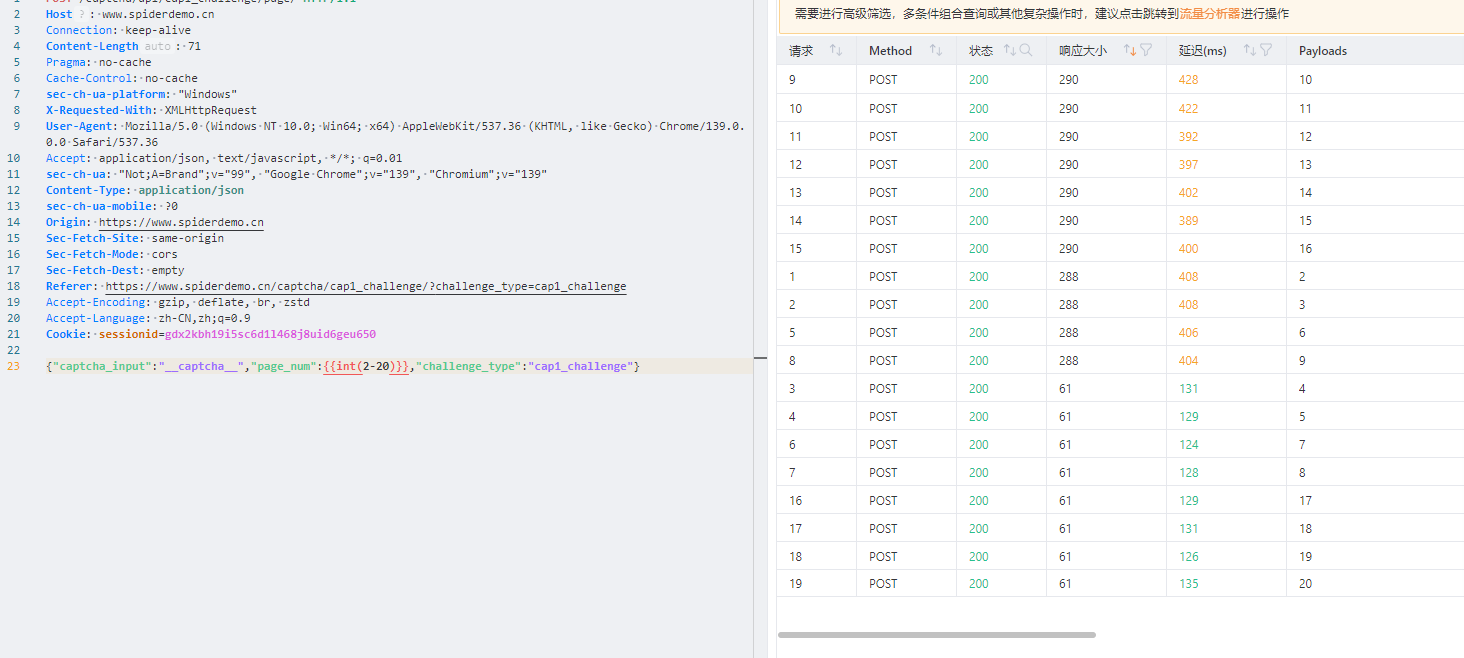 POST /captcha/api/cap1_challenge/page/ HTTP/1.1
2 Host ? : www.spiderdemo.cn
3 Connection: keep-alive
4 Content-Length auto : 71
5 Pragma: no-cache
6 Cache-Control: no-cache
7 sec-ch-ua-platform: "Windows"
8 X-Requested-With: XMLHttpRequest
9 User-Agent: Mozilla/5.0 (Windows NT 10.0; Win64; x64) AppleWebKit/537.36 (KHTML, like Gecko) Chrome/139.0.
0.0 Safari/537.36
10 Accept: application/json, text/javascript, */*; q=0.01
11 sec-ch-ua: "Not;A=Brand";v="99", "Google Chrome";v="139", "Chromium";v="139"
12 Content-Type: application/json
13 sec-ch-ua-mobile: ?0
14 Origin: https://www.spiderdemo.cn
15 Sec-Fetch-Site: same-origin
16 Sec-Fetch-Mode: cors
17 Sec-Fetch-Dest: empty
18 Referer: https://www.spiderdemo.cn/captcha/cap1_challenge/?challenge_type=cap1_challenge
19 Accept-Encoding: gzip, deflate, br, zstd
20 Accept-Language: zh-CN,zh;q=0.9
21 Cookie: sessionid=gdx2kbh19i5sc6d1l468j8uid6geu650
22
23 {"captcha_input":"__captcha__","page_num":{{int(2-20)}},"challenge_type":"cap1_challenge"}
需要进行高级筛选，多条件组合查询或其他复杂操作时，建议点击跳转到流量分析器进行操作
请求 Method 状态 响应大小 延迟(ms) Payloads
9 POST 200 290 428 10
10 POST 200 290 422 11
11 POST 200 290 392 12
12 POST 200 290 397 13
13 POST 200 290 402 14
14 POST 200 290 389 15
15 POST 200 290 400 16
1 POST 200 288 408 2
2 POST 200 288 408 3
5 POST 200 288 406 6
8 POST 200 288 404 9
3 POST 200 61 131 4
4 POST 200 61 129 5
6 POST 200 61 124 7
7 POST 200 61 128 8
16 POST 200 61 129 17
17 POST 200 61 131 18
18 POST 200 61 126 19
19 POST 200 61 135 20